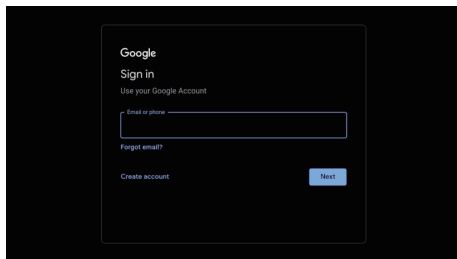 Google
Sign in
Use your Google Account
Email or phone
Forgot email?
Create account
Next